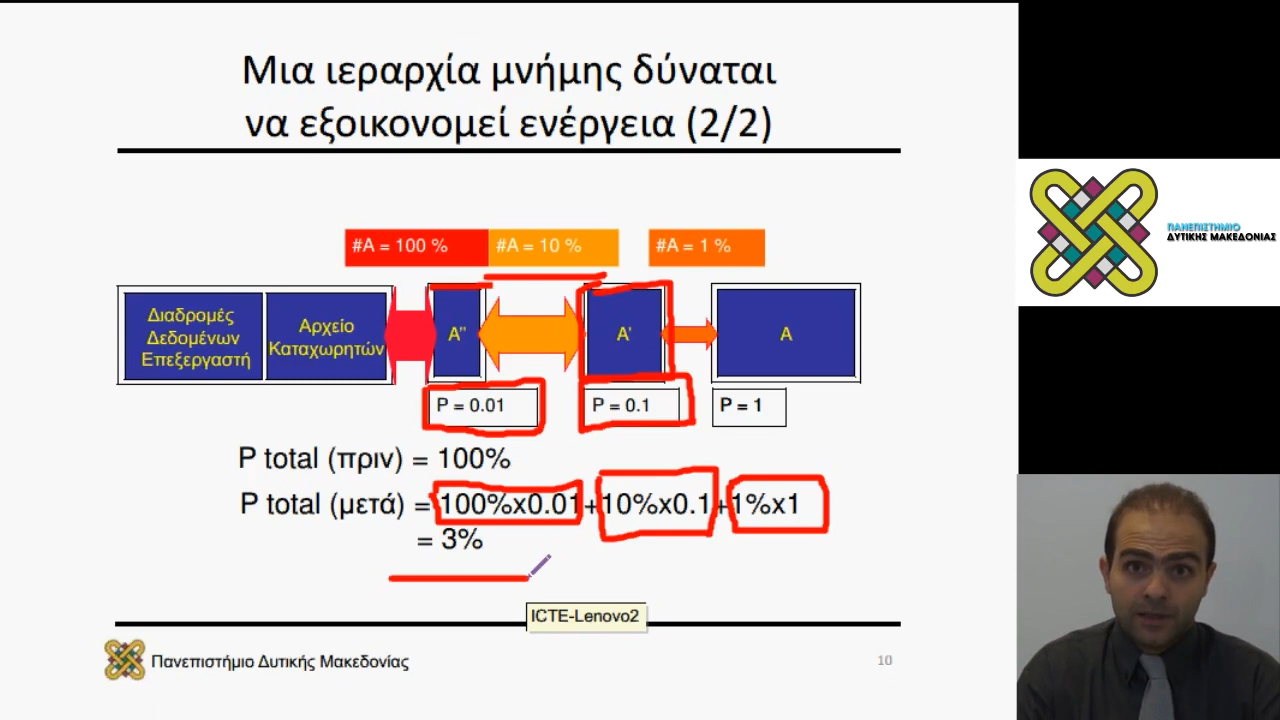 Μια ιεραρχία μνήμης δύναται
να εξοικονομεί ενέργεια (2/2)
#A = 100 %
#A = 10 %
#A = 1 %
Διαδρομές
Δεδομένων
Επεξεργαστή
Αρχείο
Καταχωρητών
A''
A'
A
P = 0.01
P = 0.1
P = 1
P total (πριν) = 100%
P total (μετά) = 100%x0.01+10%x0.1+1%x1
= 3%
ICTE-Lenovo2
Πανεπιστήμιο Δυτικής Μακεδονίας
10
ΠΑΝΕΠΙΣΤΗΜΙΟ
ΔΥΤΙΚΗΣ ΜΑΚΕΔΟΝΙΑΣ